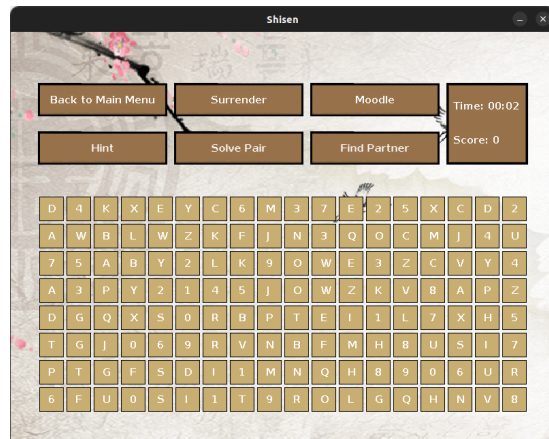 Shisen
Back to Main Menu Surrender Moodle Time: 00:02
Hint Solve Pair Find Partner Score: 0
D 4 K X E Y C 6 M 3 7 E 2 5 X C D 2
A W B L W Z K F J N 3 Q O C M J 4 U
7 5 A B Y 2 L K 9 O W E 3 Z C V Y 4
A 3 P Y 2 1 4 5 J O W Z K V 8 A P Z
D G Q X S 0 R B P T E I 1 L 7 X H 5
T G J 0 6 9 R V N B F M H 8 U S I 7
P T G F S D I 1 M N Q H 8 9 0 6 U R
6 F U 0 S I 1 T 9 R O L G Q H N V 8